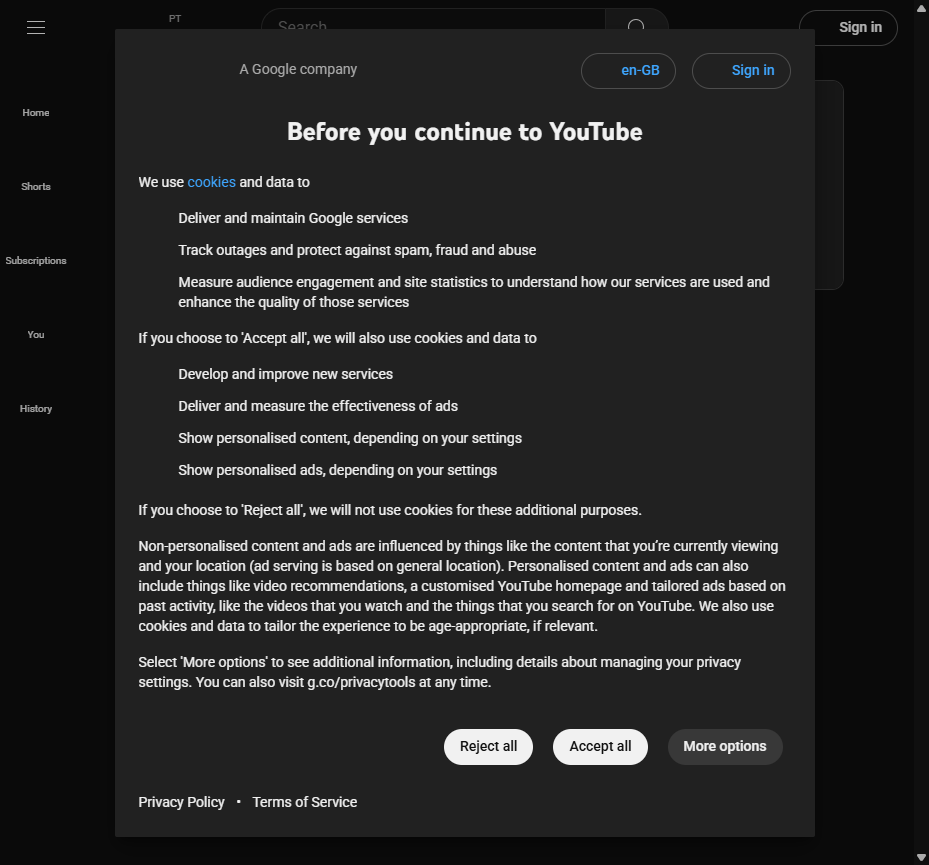 PT
Search
Sign in
Home
Shorts
Subscriptions
You
History
A Google company
en-GB
Sign in
Before you continue to YouTube
We use cookies and data to
Deliver and maintain Google services
Track outages and protect against spam, fraud and abuse
Measure audience engagement and site statistics to understand how our services are used and
enhance the quality of those services
If you choose to 'Accept all', we will also use cookies and data to
Develop and improve new services
Deliver and measure the effectiveness of ads
Show personalised content, depending on your settings
Show personalised ads, depending on your settings
If you choose to 'Reject all', we will not use cookies for these additional purposes.
Non-personalised content and ads are influenced by things like the content that you’re currently viewing
and your location (ad serving is based on general location). Personalised content and ads can also
include things like video recommendations, a customised YouTube homepage and tailored ads based on
past activity, like the videos that you watch and the things that you search for on YouTube. We also use
cookies and data to tailor the experience to be age-appropriate, if relevant.
Select 'More options' to see additional information, including details about managing your privacy
settings. You can also visit g.co/privacytools at any time.
Reject all
Accept all
More options
Privacy Policy • Terms of Service